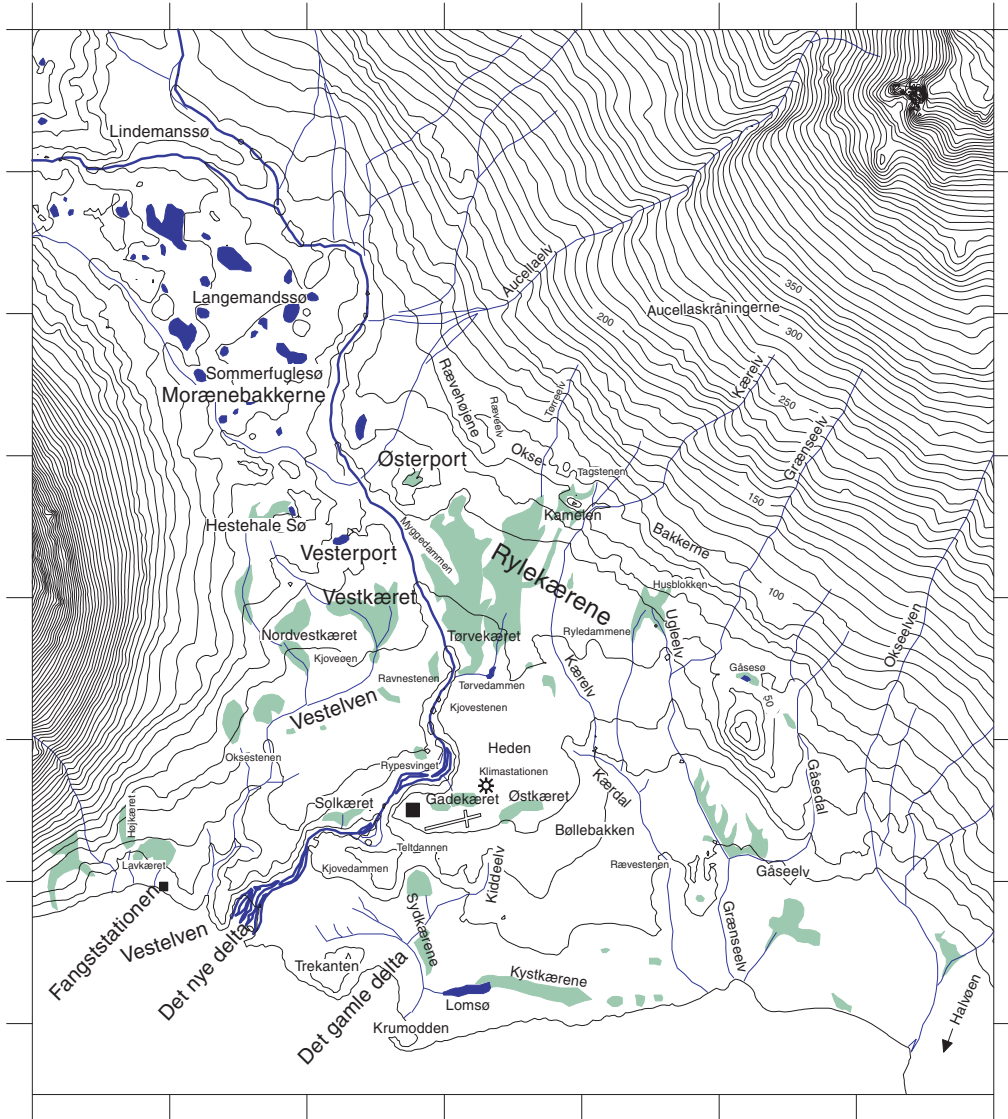 Lindemanssø
Aucellaelv
350
Langemandssø
Aucellaskråningerne
200
300
Sommerfuglesø
Morænebakkerne
Rævehøjene
Ræveelv
Tørreelv
Kærelv
250
Grænseelv
Østerport
Okse
Tagstenen
150
Hestehale Sø
Kamelen
Myggedammen
Vesterport
Rylekærene
Bakkerne
Husblokken
100
Vestkæret
Okseelven
Nordvestkæret
Tørvekæret
Ryledammene
Ugleelv
Kjoveøen
Ravnestenen
Tørvedammen
Kærelv
Gåsesø
50
Vestelven
Kjovestenen
Oksestenen
Rypesvinget
Heden
Klimastationen
Kærdal
Gåsedal
Solkæret
Gadekæret
Østkæret
Højkæret
Teltdannen
Bøllebakken
Lavkæret
Kjovedammen
Kiddeelv
Rævestenen
Gåseelv
Fangststationen
Vestelven
Det nye delta
Sydkærene
Grænseelv
Trekanten
Det gamle delta
Kystkærene
Lomsø
Krumodden
Halvøen